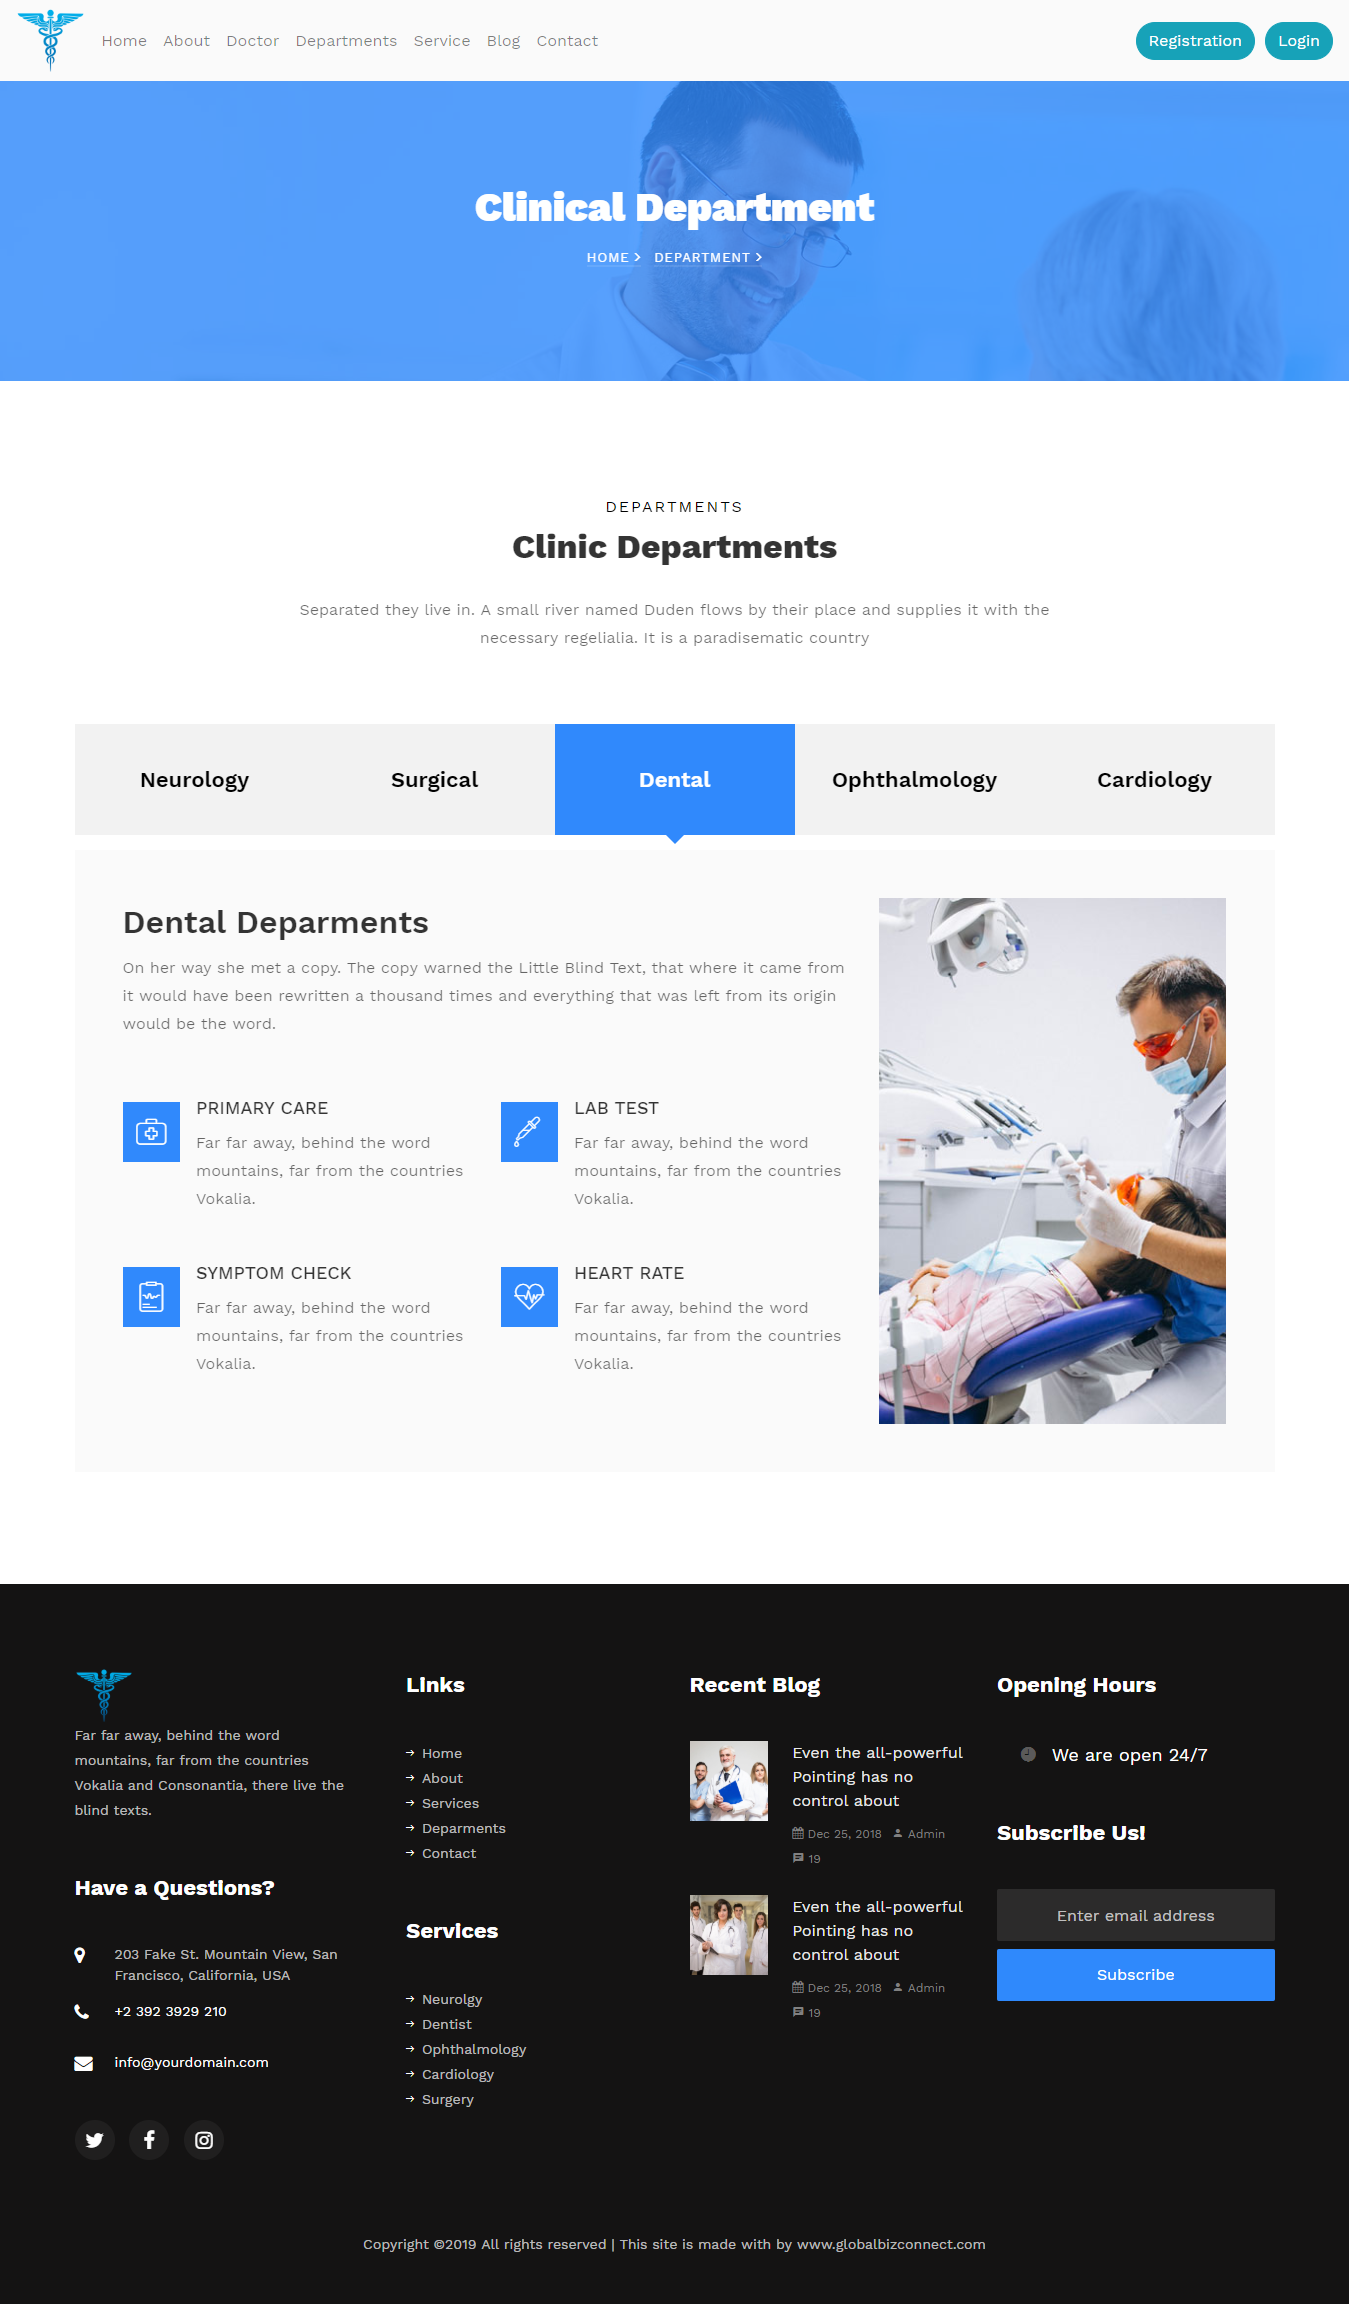 Home About Doctor Departments Service Blog Contact Registration Login
Clinical Department
HOME > DEPARTMENT >
DEPARTMENTS
Clinic Departments
Separated they live in. A small river named Duden flows by their place and supplies it with the
necessary regelialia. It is a paradisematic country
Neurology Surgical Dental Ophthalmology Cardiology
Dental Deparments
On her way she met a copy. The copy warned the Little Blind Text, that where it came from
it would have been rewritten a thousand times and everything that was left from its origin
would be the word.
PRIMARY CARE
Far far away, behind the word
mountains, far from the countries
Vokalia.
LAB TEST
Far far away, behind the word
mountains, far from the countries
Vokalia.
SYMPTOM CHECK
Far far away, behind the word
mountains, far from the countries
Vokalia.
HEART RATE
Far far away, behind the word
mountains, far from the countries
Vokalia.
Far far away, behind the word
mountains, far from the countries
Vokalia and Consonantia, there live the
blind texts.
Have a Questions?
203 Fake St. Mountain View, San
Francisco, California, USA
+2 392 3929 210
info@yourdomain.com
Links
Home
About
Services
Deparments
Contact
Services
Neurolgy
Dentist
Ophthalmology
Cardiology
Surgery
Recent Blog
Even the all-powerful
Pointing has no
control about
Dec 25, 2018 Admin
19
Even the all-powerful
Pointing has no
control about
Dec 25, 2018 Admin
19
Opening Hours
We are open 24/7
Subscribe Us!
Enter email address
Subscribe
Copyright ©2019 All rights reserved | This site is made with by www.globalbizconnect.com